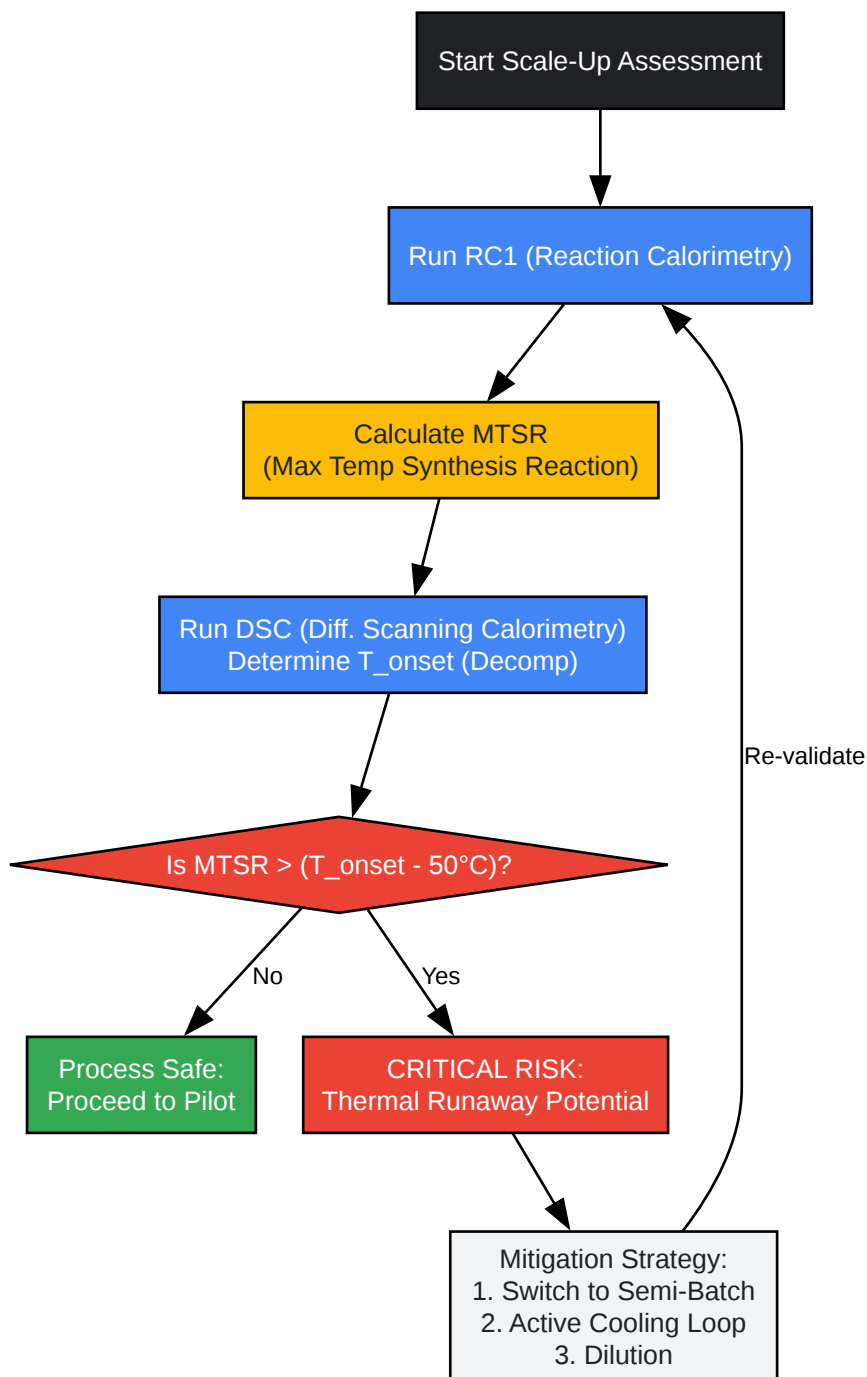 Start Scale-Up Assessment
Run RC1 (Reaction Calorimetry)
Calculate MTSR
(Max Temp Synthesis Reaction)
Run DSC (Diff. Scanning Calorimetry)
Determine T_onset (Decomp)
Re-validate
Is MTSR > (T_onset - 50°C)?
No
Yes
Process Safe:
Proceed to Pilot
CRITICAL RISK:
Thermal Runaway Potential
Mitigation Strategy:
1. Switch to Semi-Batch
2. Active Cooling Loop
3. Dilution